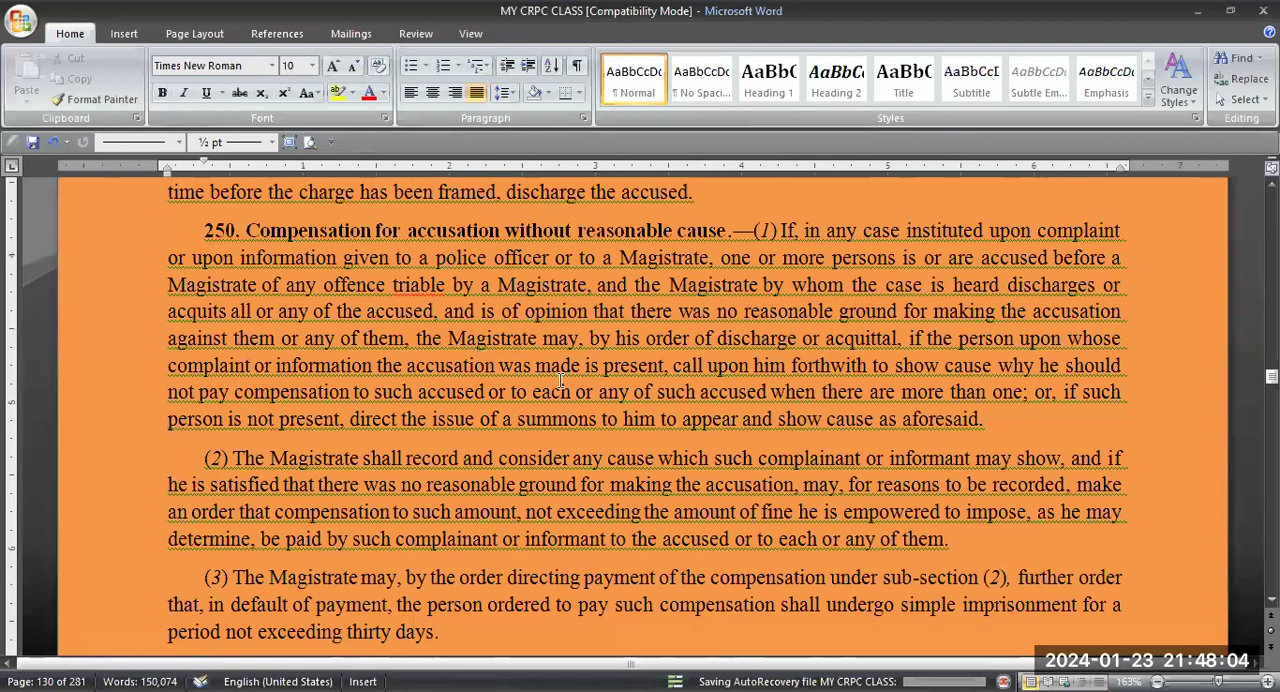 MY CRPC CLASS [Compatibility Mode] - Microsoft Word
Home Insert Page Layout References Mailings Review View
Paste
Cut
Copy
Format Painter
Clipboard
Times New Roman 10
B I U abc X₂ X² Aa
Font
Paragraph
AaBbCcDc AaBbCcDc AaBbC AaBbCc AaBbC AaBbCcI AaBbCcDc AaBbCcDc
¶ Normal ¶ No Spaci... Heading 1 Heading 2 Title Subtitle Subtle Em... Emphasis
Styles
Change Styles
Find
Replace
Select
Editing
½ pt
1 2 3 4 5 6 7
time before the charge has been framed, discharge the accused.
250. Compensation for accusation without reasonable cause.—(1) If, in any case instituted upon complaint
or upon information given to a police officer or to a Magistrate, one or more persons is or are accused before a
Magistrate of any offence triable by a Magistrate, and the Magistrate by whom the case is heard discharges or
acquits all or any of the accused, and is of opinion that there was no reasonable ground for making the accusation
against them or any of them, the Magistrate may, by his order of discharge or acquittal, if the person upon whose
complaint or information the accusation was made is present, call upon him forthwith to show cause why he should
not pay compensation to such accused or to each or any of such accused when there are more than one; or, if such
person is not present, direct the issue of a summons to him to appear and show cause as aforesaid.
(2) The Magistrate shall record and consider any cause which such complainant or informant may show, and if
he is satisfied that there was no reasonable ground for making the accusation, may, for reasons to be recorded, make
an order that compensation to such amount, not exceeding the amount of fine he is empowered to impose, as he may
determine, be paid by such complainant or informant to the accused or to each or any of them.
(3) The Magistrate may, by the order directing payment of the compensation under sub-section (2), further order
that, in default of payment, the person ordered to pay such compensation shall undergo simple imprisonment for a
period not exceeding thirty days.
2024-01-23 21:48:04
Page: 130 of 281 Words: 150,074 English (United States) Insert Saving AutoRecovery file MY CRPC CLASS: 163%